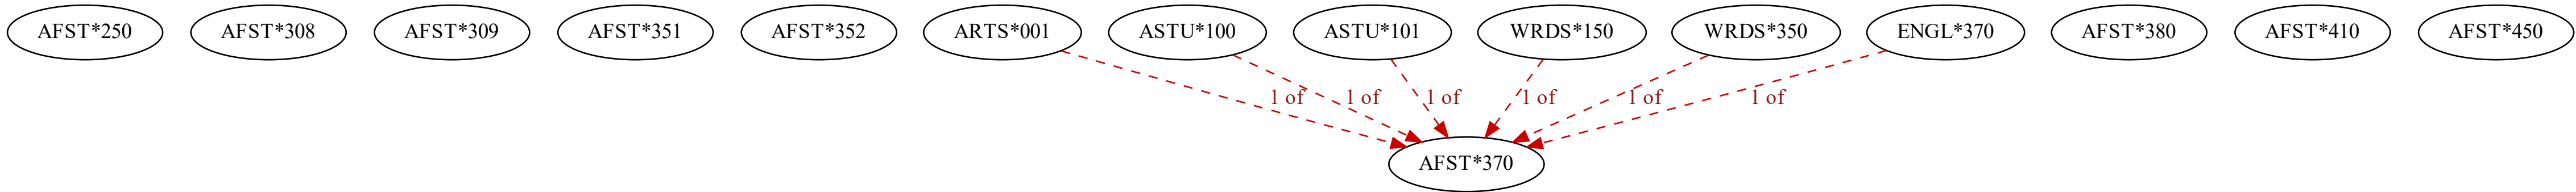 AFST*250 AFST*308 AFST*309 AFST*351 AFST*352 ARTS*001 ASTU*100 ASTU*101 WRDS*150 WRDS*350 ENGL*370 AFST*380 AFST*410 AFST*450
1 of 1 of 1 of 1 of 1 of 1 of
AFST*370